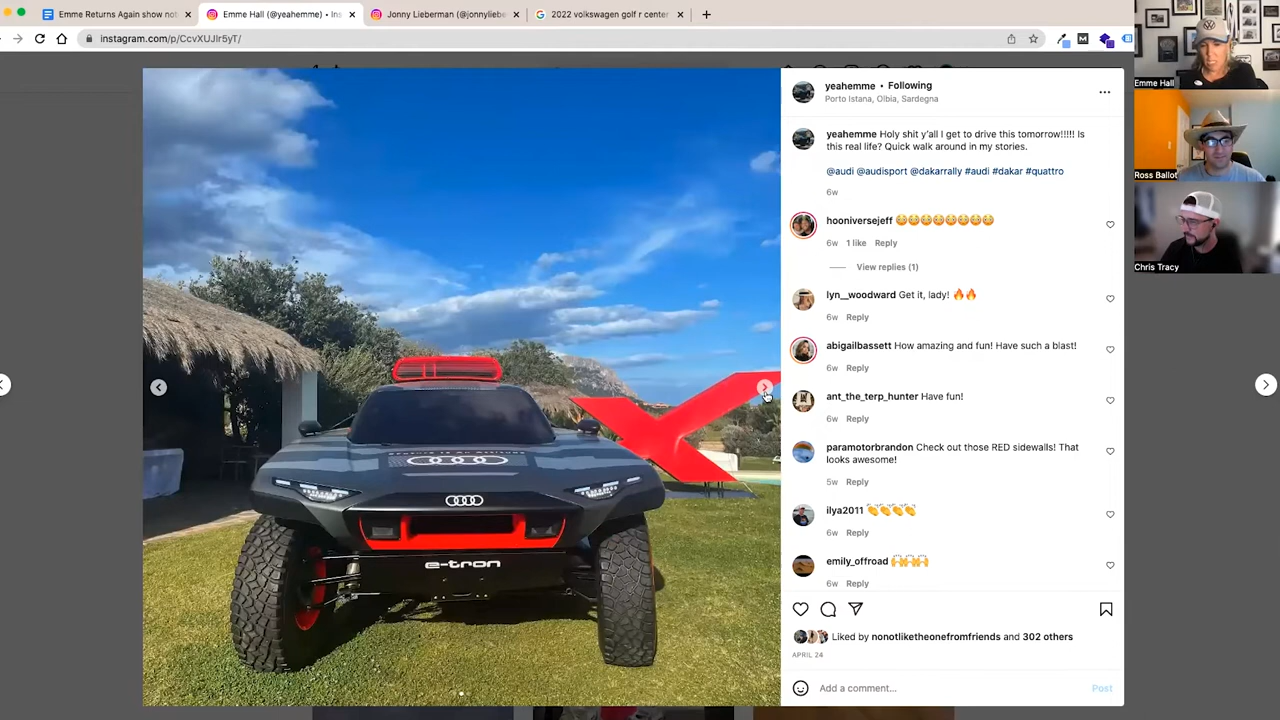 Emme Returns Again show not
Emme Hall (@yeahemme) • Ins
Jonny Lieberman (@jonnyliebe
2022 volkswagen golf r center
instagram.com/p/CcvXUJIr5yT/
Emme Hall
Ross Ballot
Chris Tracy
yeahemme • Following
Porto Istana, Olbia, Sardegna
yeahemme Holy shit y'all I get to drive this tomorrow!!!!! Is
this real life? Quick walk around in my stories.
@audi @audisport @dakarrally #audi #dakar #quattro
6w
hooniversejeff 😳😳😳😳😳😳😳😳
6w 1 like Reply
View replies (1)
lyn__woodward Get it, lady! 🔥🔥
6w Reply
abigailbassett How amazing and fun! Have such a blast!
6w Reply
ant_the_terp_hunter Have fun!
6w Reply
paramotorbrandon Check out those RED sidewalls! That
looks awesome!
5w Reply
ilya2011 👏👏👏👏
6w Reply
emily_offroad 🙌🙌🙌
6w Reply
Liked by nonotliketheonefromfriends and 302 others
APRIL 24
Add a comment...
Post
e-tron